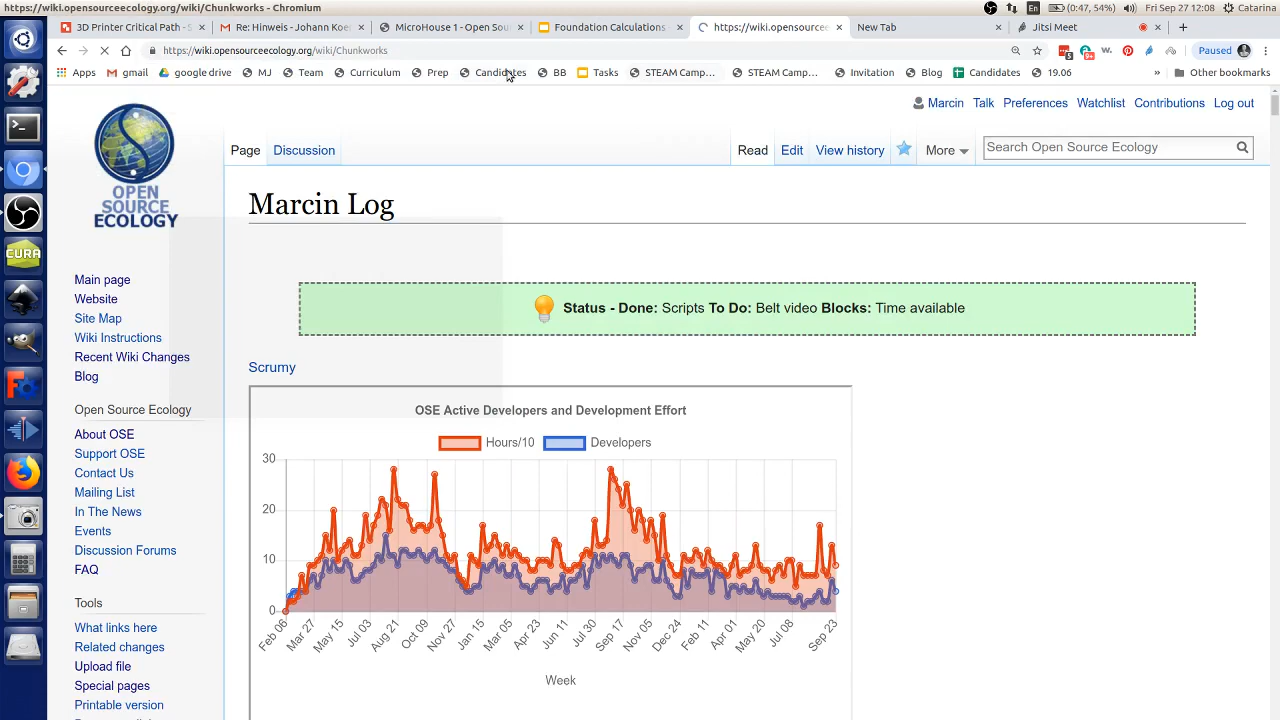 https://wiki.opensourceecology.org/wiki/Chunkworks - Chromium
En (0:47, 54%) Fri Sep 27 12:08 Catarina
3D Printer Critical Path - S × Re: Hinweis - Johann Koe × MicroHouse 1 - Open Sou × Foundation Calculations × https://wiki.opensourcee × New Tab × Jitsi Meet × +
https://wiki.opensourceecology.org/wiki/Chunkworks 5 9+ W. Paused
Apps gmail google drive MJ Team Curriculum Prep Candidates BB Tasks STEAM Camp... STEAM Camp... Invitation Blog Candidates 19.06 » Other bookmarks
Marcin Talk Preferences Watchlist Contributions Log out
Page Discussion Read Edit View history More Search Open Source Ecology
OPEN
SOURCE
ECOLOGY
CURA
Marcin Log
Status - Done: Scripts To Do: Belt video Blocks: Time available
Scrumy
Main page
Website
Site Map
Wiki Instructions
Recent Wiki Changes
Blog
Open Source Ecology
About OSE
Support OSE
Contact Us
Mailing List
In The News
Events
Discussion Forums
FAQ
Tools
What links here
Related changes
Upload file
Special pages
Printable version
OSE Active Developers and Development Effort
Hours/10 Developers
30
20
10
0
Feb Mar 27 May 15 Jul 03 Aug 21 Oct 09 Nov 27 Jan 15 Mar 05 Apr 23 Jun 11 Jul 30 Sep 17 Nov 05 Dec 24 Feb Apr May 20 Jul 08 Sep 23
Week